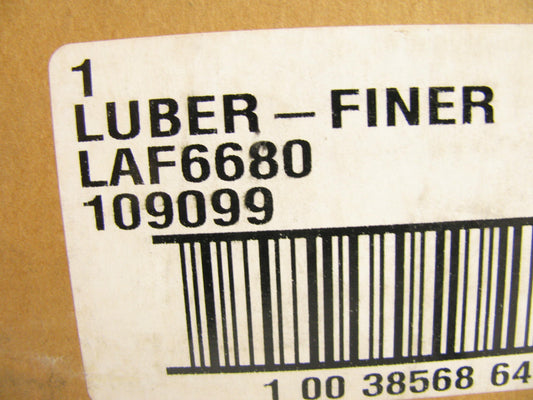 1
LUBER – FINER
LAF6680
109099
1 00 38568 64